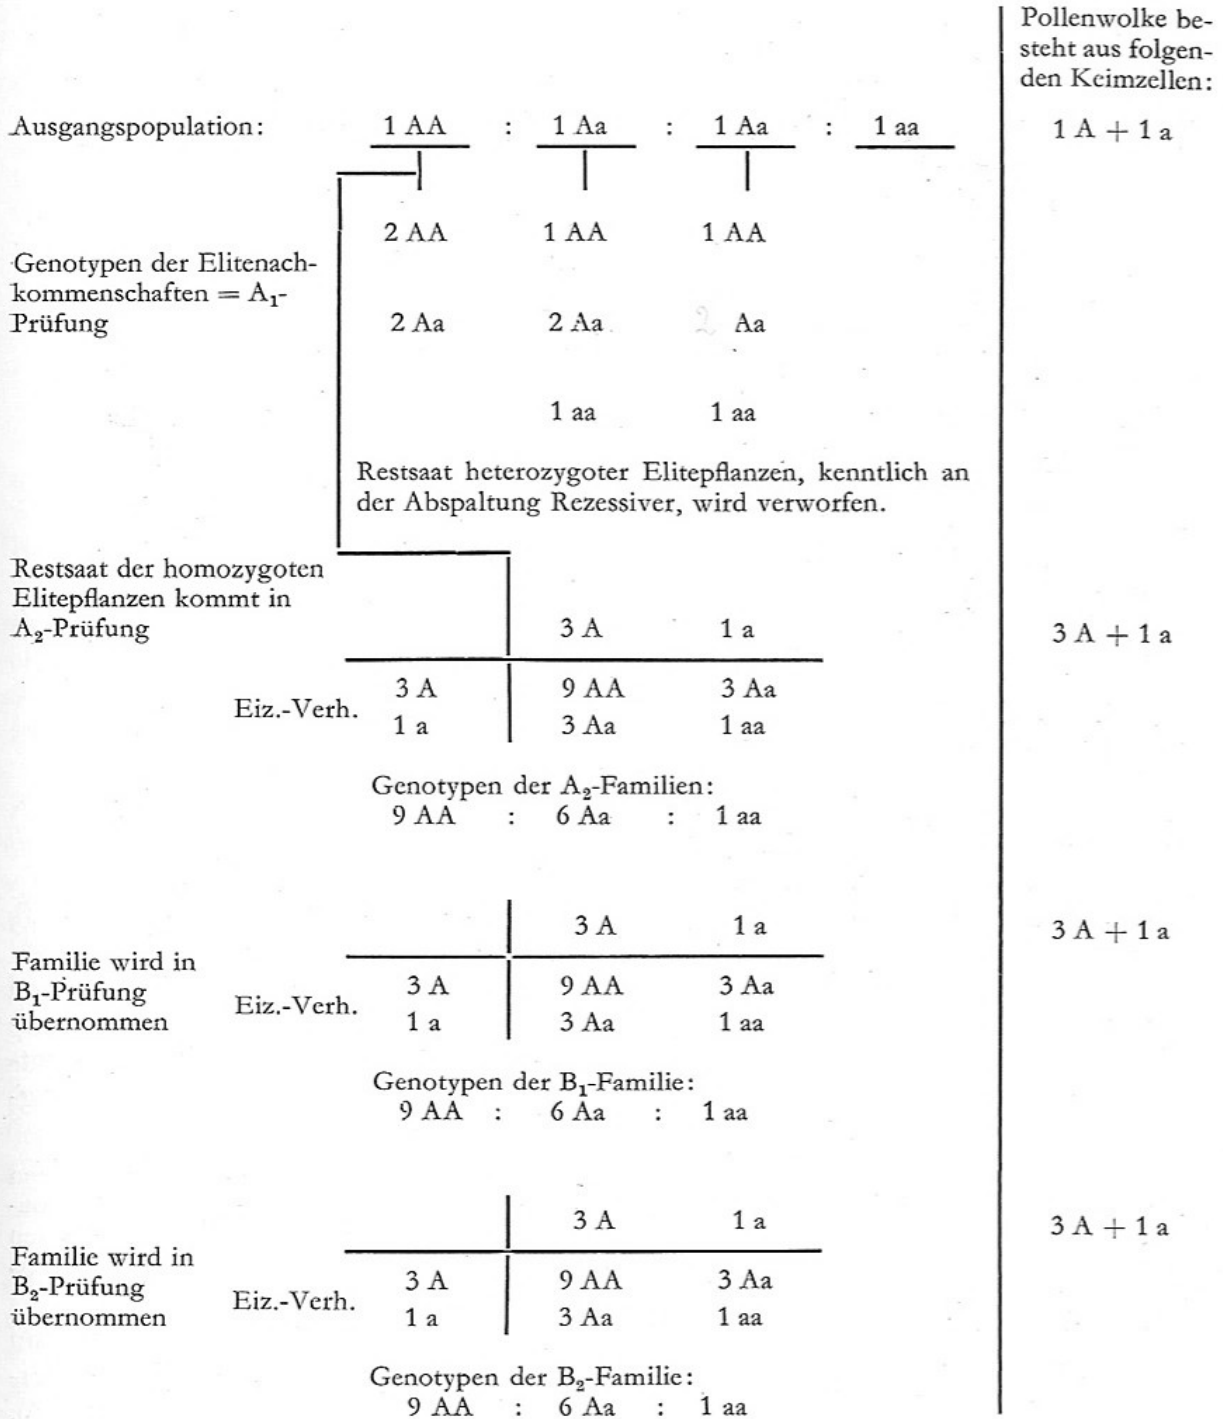 Pollenwolke be-
steht aus folgen-
den Keimzellen:
Ausgangspopulation: 1 AA : 1 Aa : 1 Aa : 1 aa 1 A + 1 a
2 AA 1 AA 1 AA
Genotypen der Elitenach-
kommenschaften = A₁-
Prüfung 2 Aa 2 Aa 2 Aa
1 aa 1 aa
Restsaat heterozygoter Elitepflanzen, kenntlich an
der Abspaltung Rezessiver, wird verworfen.
Restsaat der homozygoten
Elitepflanzen kommt in
A₂-Prüfung 3 A 1 a 3 A + 1 a
3 A 9 AA 3 Aa
Eiz.-Verh.
1 a 3 Aa 1 aa
Genotypen der A₂-Familien:
9 AA : 6 Aa : 1 aa
3 A 1 a 3 A + 1 a
Familie wird in
B₁-Prüfung
übernommen
3 A 9 AA 3 Aa
Eiz.-Verh.
1 a 3 Aa 1 aa
Genotypen der B₁-Familie:
9 AA : 6 Aa : 1 aa
3 A 1 a 3 A + 1 a
Familie wird in
B₂-Prüfung
übernommen
3 A 9 AA 3 Aa
Eiz.-Verh.
1 a 3 Aa 1 aa
Genotypen der B₂-Familie:
9 AA : 6 Aa : 1 aa